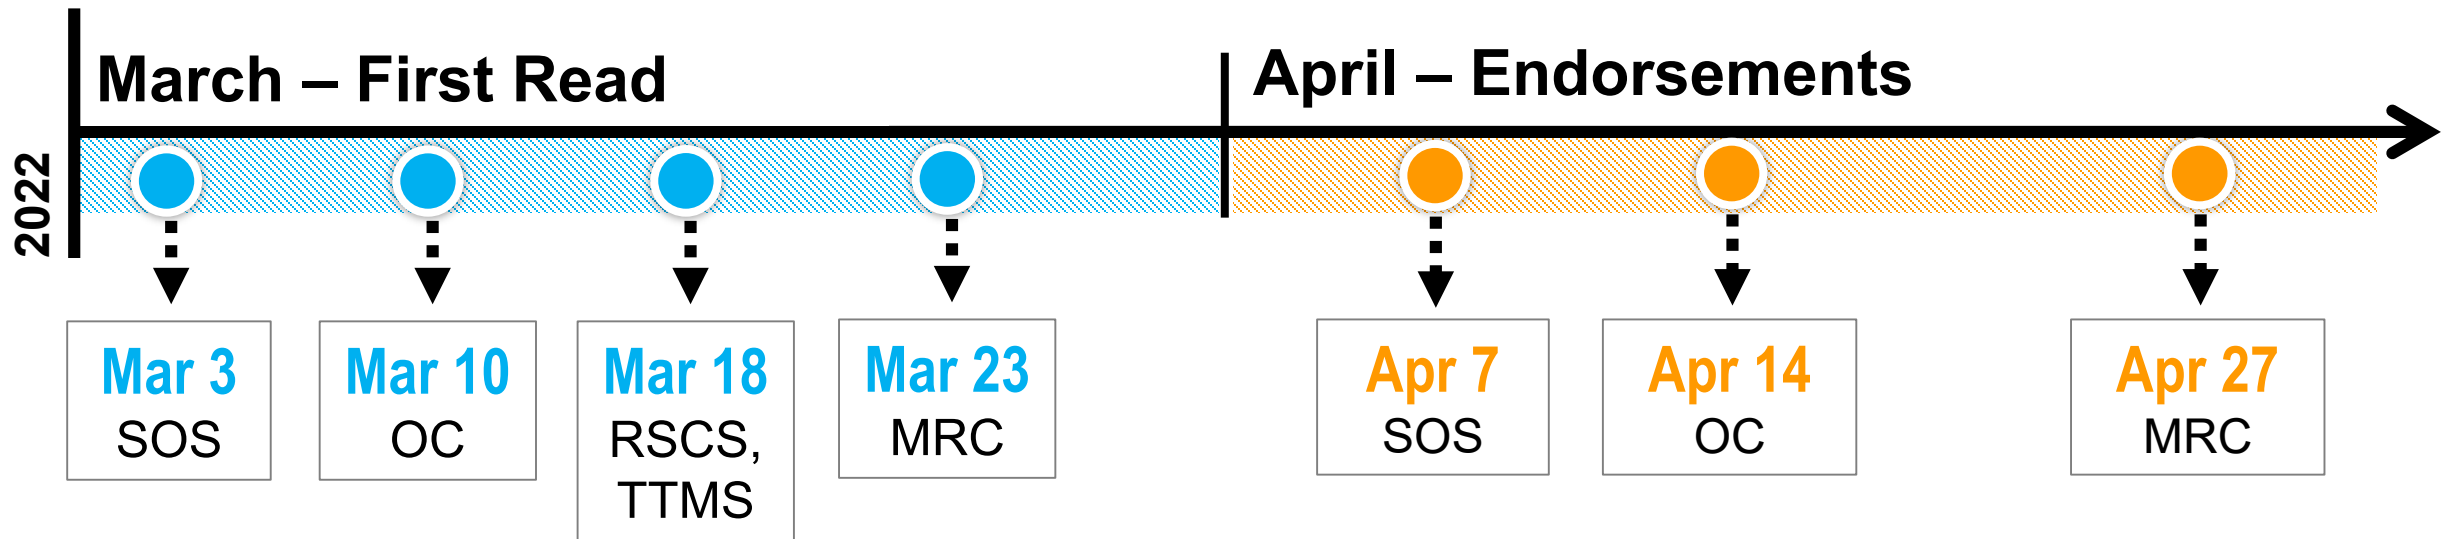 2022
March – First Read
April – Endorsements
Mar 3
SOS
Mar 10
OC
Mar 18
RSCS,
TTMS
Mar 23
MRC
Apr 7
SOS
Apr 14
OC
Apr 27
MRC